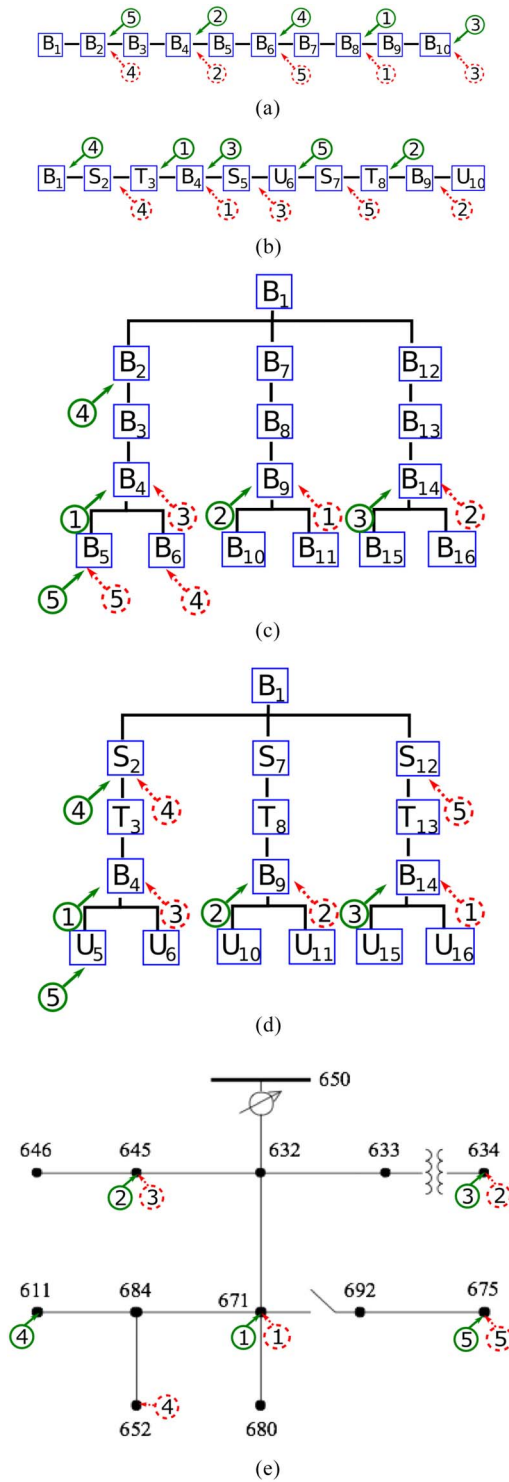 5 2 4 1 3
B1 B2 B3 B4 B5 B6 B7 B8 B9 B10
4 2 5 1 3
(a)
4 1 3 5 2
B1 S2 T3 B4 S5 U6 S7 T8 B9 U10
4 1 3 5 2
(b)
B1
B2 B7 B12
4
B3 B8 B13
B4 B9 B14
1 3 2 1 3 2
B5 B6 B10 B11 B15 B16
5 5 4
(c)
B1
S2 S7 S12
4 4 5
T3 T8 T13
B4 B9 B14
1 3 2 2 3 1
U5 U6 U10 U11 U15 U16
5
(d)
650
646 645 632 633 634
2 3 3 2
611 684 671 692 675
4 1 1 5 5
4
652 680
(e)